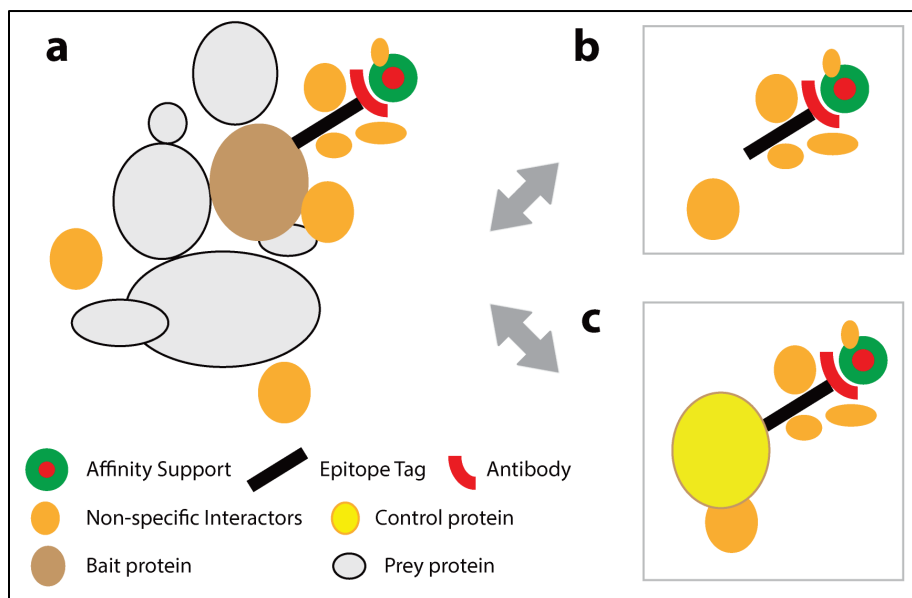 a
b
c
Affinity Support
Epitope Tag
Antibody
Non-specific Interactors
Control protein
Bait protein
Prey protein